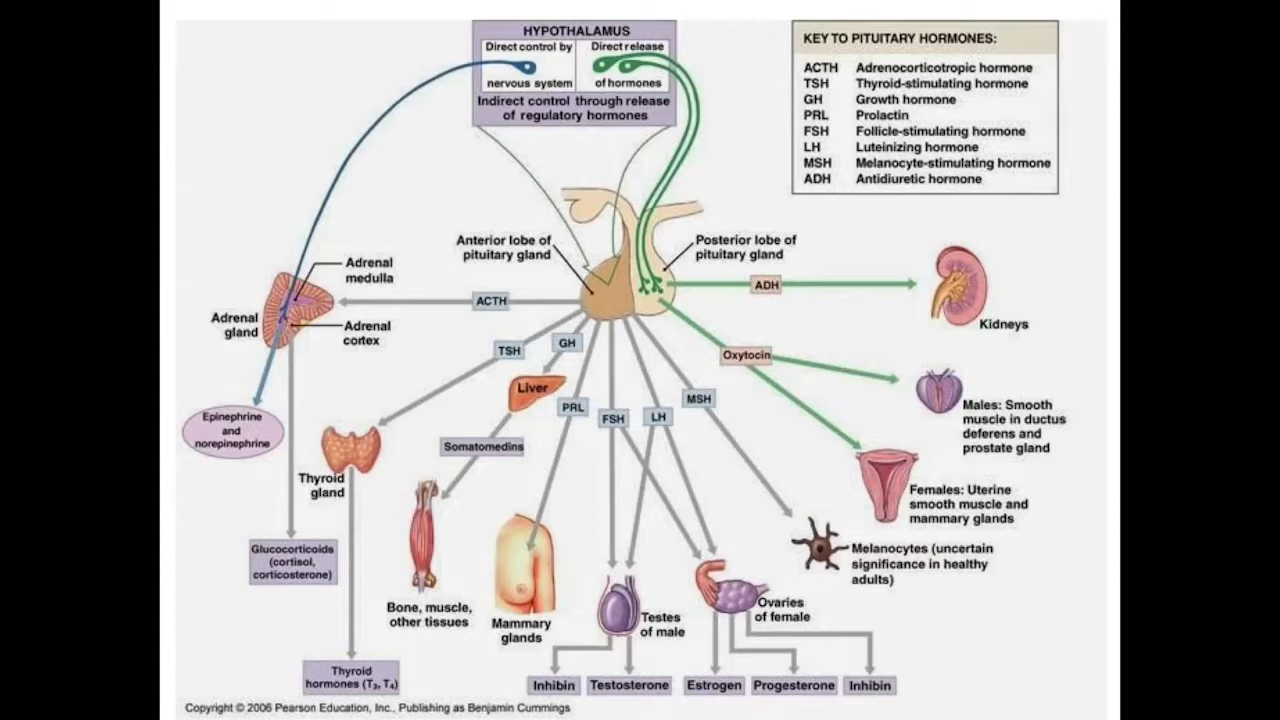 HYPOTHALAMUS
Direct control by
nervous system
Direct release
of hormones
Indirect control through release
of regulatory hormones
KEY TO PITUITARY HORMONES:
ACTH Adrenocorticotropic hormone
TSH Thyroid-stimulating hormone
GH Growth hormone
PRL Prolactin
FSH Follicle-stimulating hormone
LH Luteinizing hormone
MSH Melanocyte-stimulating hormone
ADH Antidiuretic hormone
Anterior lobe of
pituitary gland
Posterior lobe of
pituitary gland
Adrenal
medulla
Adrenal
gland
Adrenal
cortex
ACTH
ADH
Kidneys
TSH
GH
Oxytocin
Liver
PRL
FSH
LH
MSH
Males: Smooth
muscle in ductus
deferens and
prostate gland
Epinephrine
and
norepinephrine
Somatomedins
Thyroid
gland
Females: Uterine
smooth muscle and
mammary glands
Glucocorticoids
(cortisol,
corticosterone)
Melanocytes (uncertain
significance in healthy
adults)
Bone, muscle,
other tissues
Mammary
glands
Testes
of male
Ovaries
of female
Thyroid
hormones (T₃, T₄)
Inhibin
Testosterone
Estrogen
Progesterone
Inhibin
Copyright © 2006 Pearson Education, Inc., Publishing as Benjamin Cummings